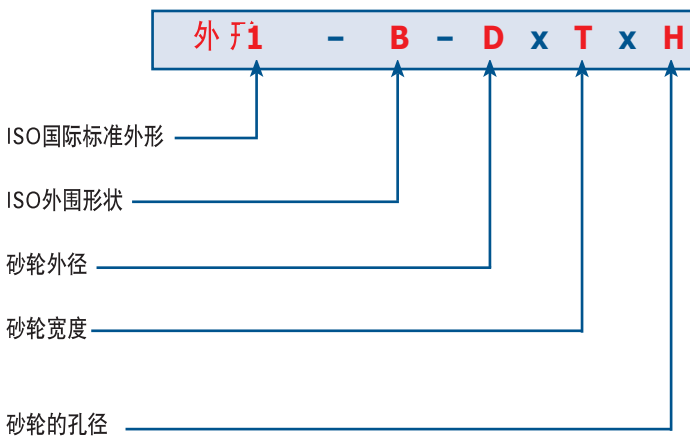 外形1 - B - D x T x H
ISO国际标准外形
ISO外围形状
砂轮外径
砂轮宽度
砂轮的孔径